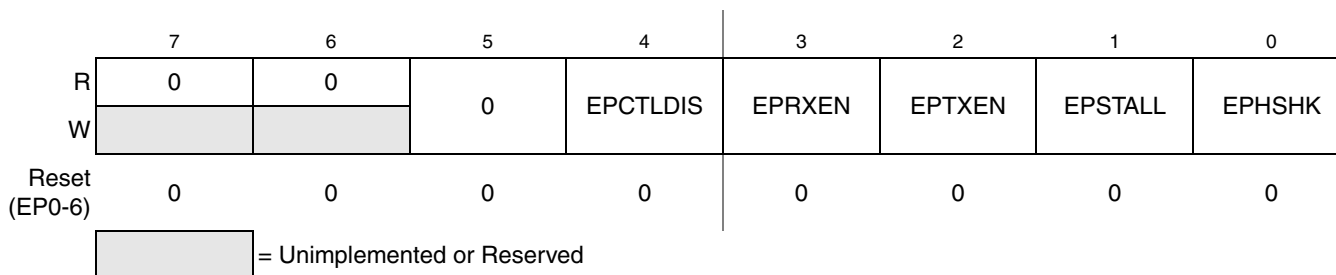 7 6 5 4 3 2 1 0
R 0 0 0 EPCTLDIS EPRXEN EPTXEN EPSTALL EPHSHK
W
Reset
(EP0-6) 0 0 0 0 0 0 0 0
= Unimplemented or Reserved